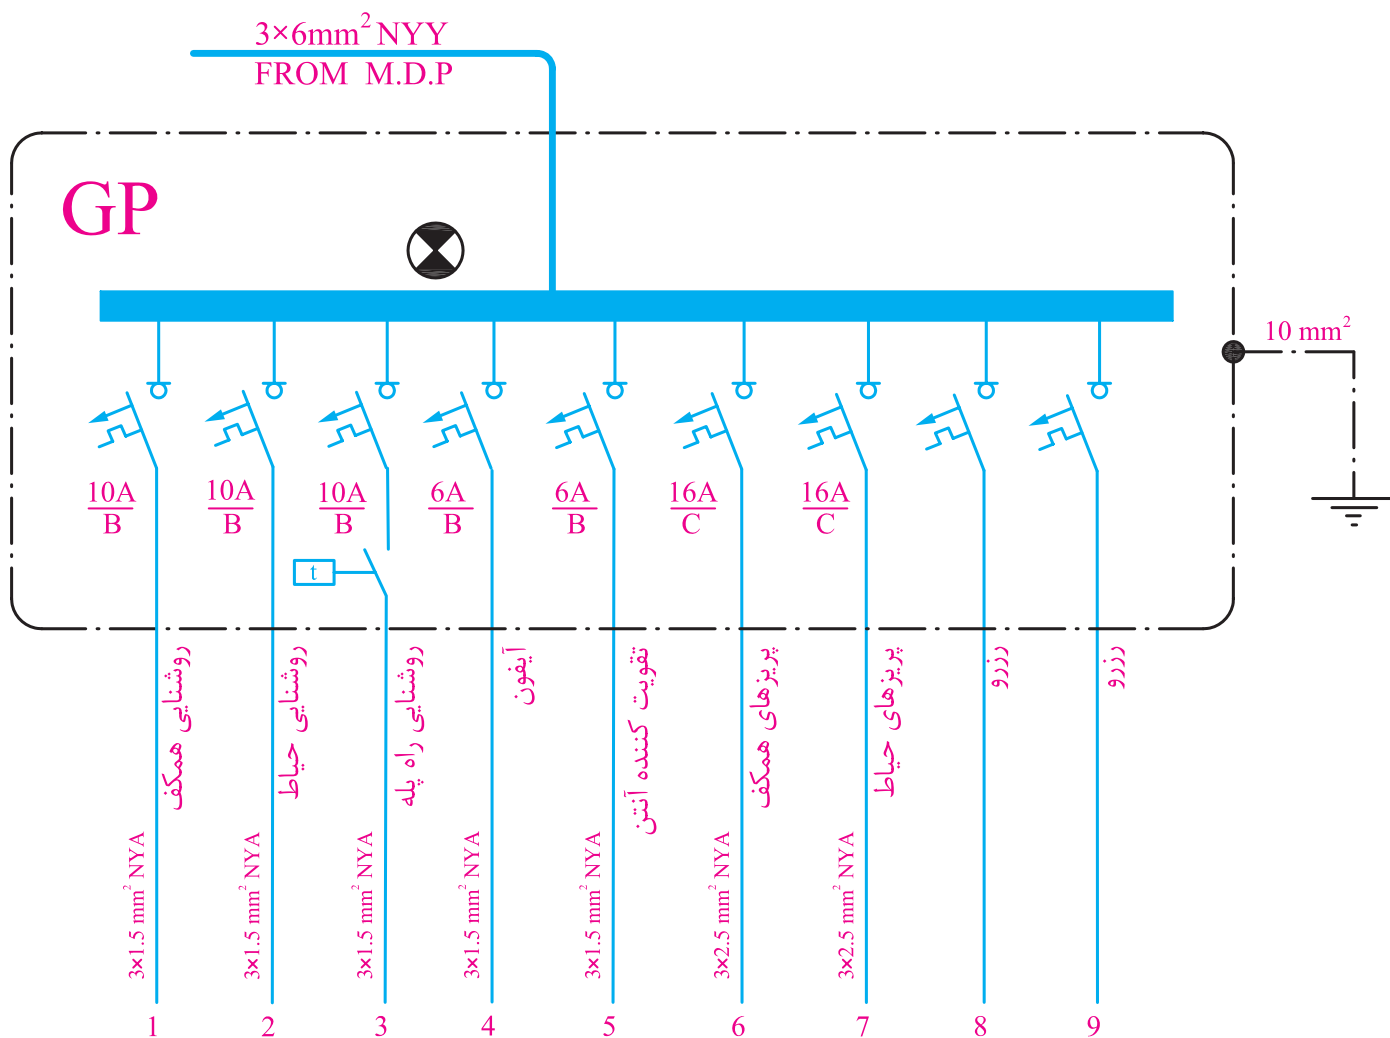 3×6mm² NYY
FROM M.D.P
GP
10 mm²
10A
B
10A
B
10A
B
6A
B
6A
B
16A
C
16A
C
t
روشنایی همکف
روشنایی حیاط
روشنایی راه پله
آیفون
تقویت کننده آنتن
پریزهای همکف
پریزهای حیاط
رزرو
رزرو
3×1.5 mm² NYA
3×1.5 mm² NYA
3×1.5 mm² NYA
3×1.5 mm² NYA
3×1.5 mm² NYA
3×2.5 mm² NYA
3×2.5 mm² NYA
1
2
3
4
5
6
7
8
9